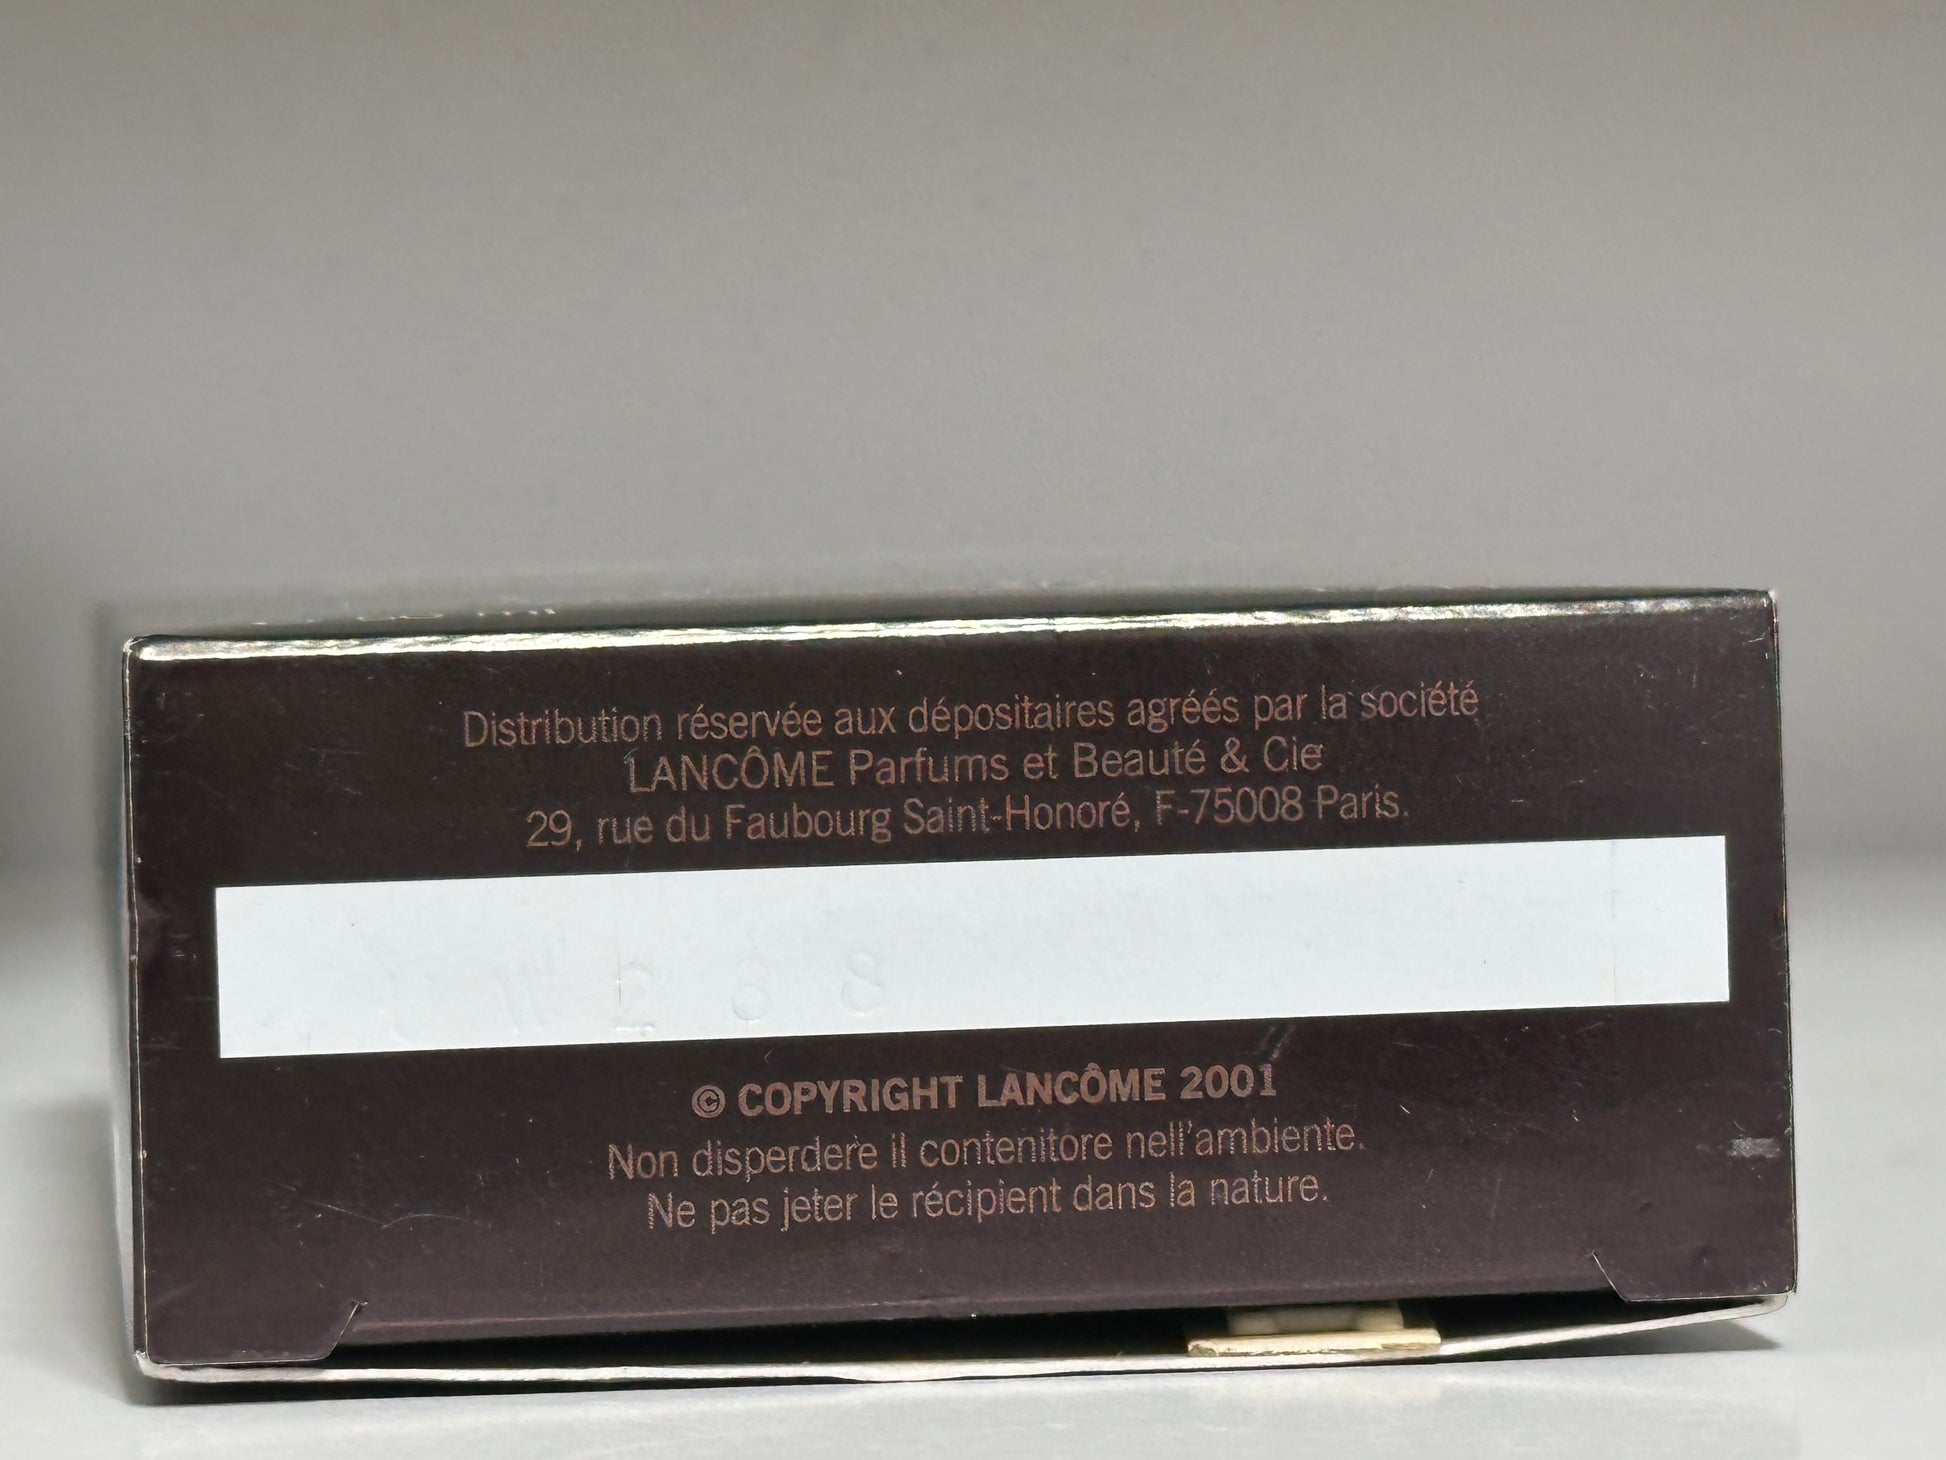 Distribution réservée aux dépositaires agréés par la société
LANCÔME Parfums et Beauté & Cie
29, rue du Faubourg Saint-Honoré, F-75008 Paris.
© COPYRIGHT LANCÔME 2001
Non disperdere il contenitore nell'ambiente.
Ne pas jeter le récipient dans la nature.